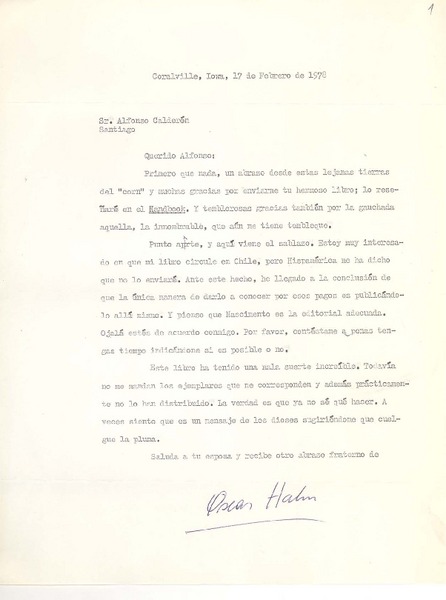 1
Coralville, Iowa, 17 de Febrero de 1978
Sr. Alfonso Calderón
Santiago
Querido Alfonso:
Primero que nada, un abrazo desde estas lejanas tierras
del "corn" y muchas gracias por enviarme tu hermoso libro; lo rese-
ñaré en el Handbook. Y temblorosas gracias también por la gauchada
aquella, la innombrable, que aún me tiene tembleque.
Punto aparte, y aquí viene el sablazo. Estoy muy interesa-
do en que mi libro circule en Chile, pero Hispamérica me ha dicho
que no lo enviará. Ante este hecho, he llegado a la conclusión de
que la única manera de darlo a conocer por esos pagos es publicándo-
lo allá mismo. Y pienso que Nascimento es la editorial adecuada.
Ojalá estés de acuerdo conmigo. Por favor, contéstame apenas ten-
gas tiempo indicándome si es posible o no.
Este libro ha tenido una mala suerte increíble. Todavía
no me mandan los ejemplares que me corresponden y además prácticamen-
te no lo han distribuido. La verdad es que ya no sé qué hacer. A
veces siento que es un mensaje de los dioses sugiriéndome que cuel-
gue la pluma.
Saluda a tu esposa y recibe otro abrazo fraterno de
Oscar Hahn